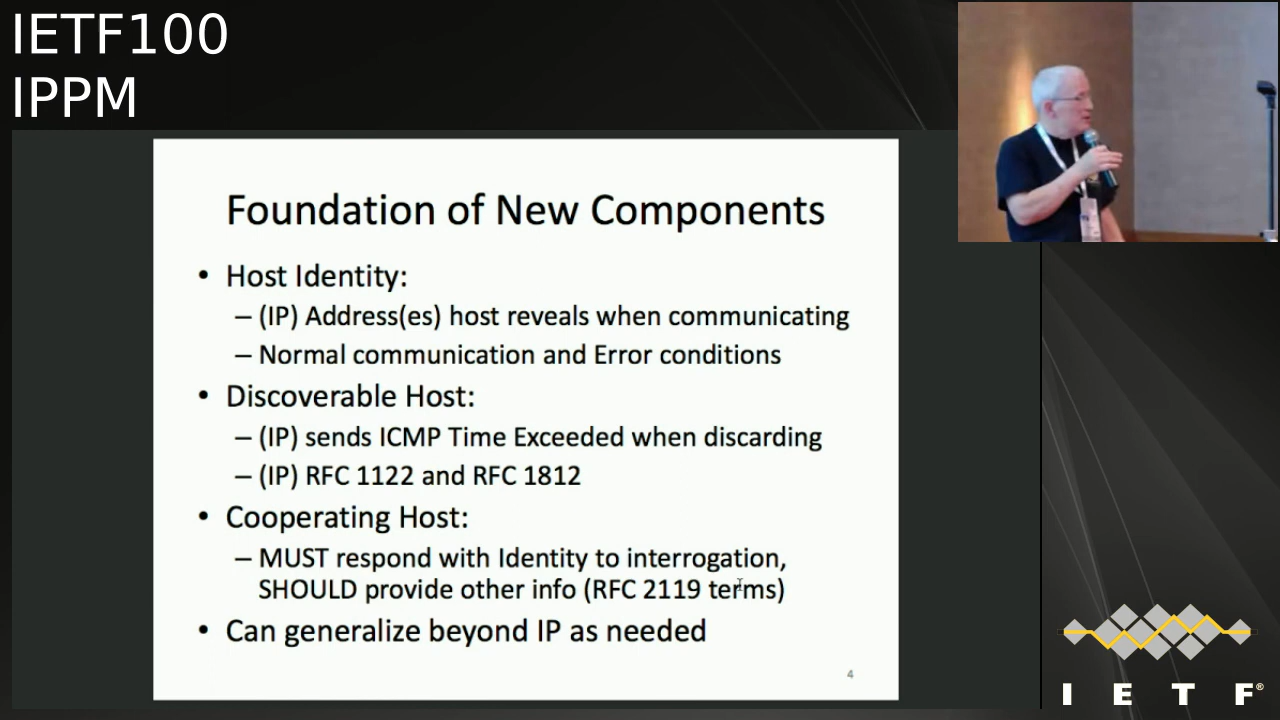 IETF100
IPPM
Foundation of New Components
• Host Identity:
– (IP) Address(es) host reveals when communicating
– Normal communication and Error conditions
• Discoverable Host:
– (IP) sends ICMP Time Exceeded when discarding
– (IP) RFC 1122 and RFC 1812
• Cooperating Host:
– MUST respond with Identity to interrogation,
SHOULD provide other info (RFC 2119 terms)
• Can generalize beyond IP as needed
4
I E T F®